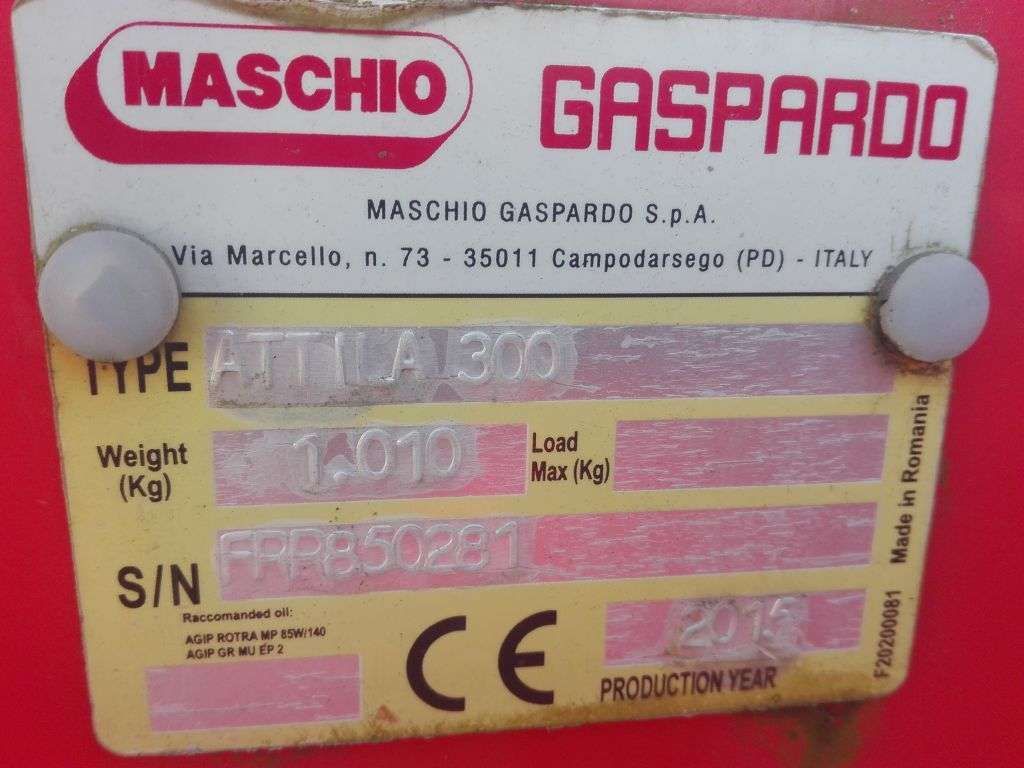 MASCHIO GASPARDO
MASCHIO GASPARDO S.p.A.
Via Marcello, n. 73 - 35011 Campodarsego (PD) - ITALY
TYPE ATTILA 300
Weight (Kg) 1.010 Load Max (Kg)
S/N FRP850281
Raccomanded oil:
AGIP ROTRA MP 85W/140
AGIP GR MU EP 2
CE
2015
PRODUCTION YEAR
F20200081 Made in Romania